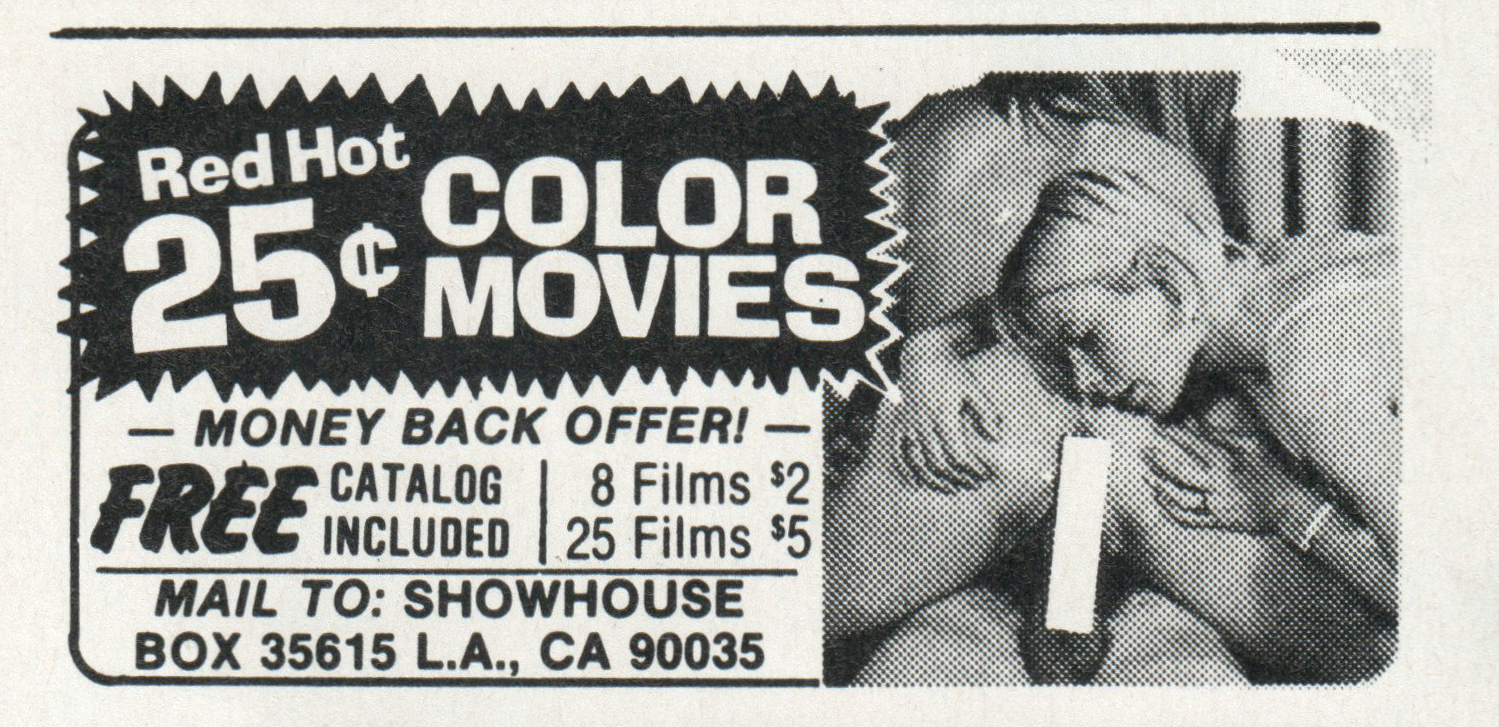 Red Hot
25¢ COLOR
MOVIES
— MONEY BACK OFFER! —
FREE CATALOG
INCLUDED
8 Films $2
25 Films $5
MAIL TO: SHOWHOUSE
BOX 35615 L.A., CA 90035